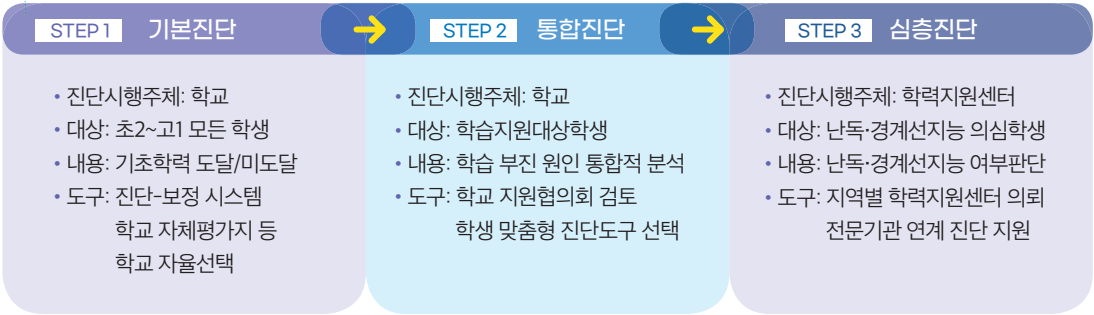 STEP 1 기본진단
• 진단시행주체: 학교
• 대상: 초2~고1 모든 학생
• 내용: 기초학력 도달/미도달
• 도구: 진단-보정 시스템
학교 자체평가지 등
학교 자율선택
STEP 2 통합진단
• 진단시행주체: 학교
• 대상: 학습지원대상학생
• 내용: 학습 부진 원인 통합적 분석
• 도구: 학교 지원협의회 검토
학생 맞춤형 진단도구 선택
STEP 3 심층진단
• 진단시행주체: 학력지원센터
• 대상: 난독·경계선지능 의심학생
• 내용: 난독·경계선지능 여부판단
• 도구: 지역별 학력지원센터 의뢰
전문기관 연계 진단 지원